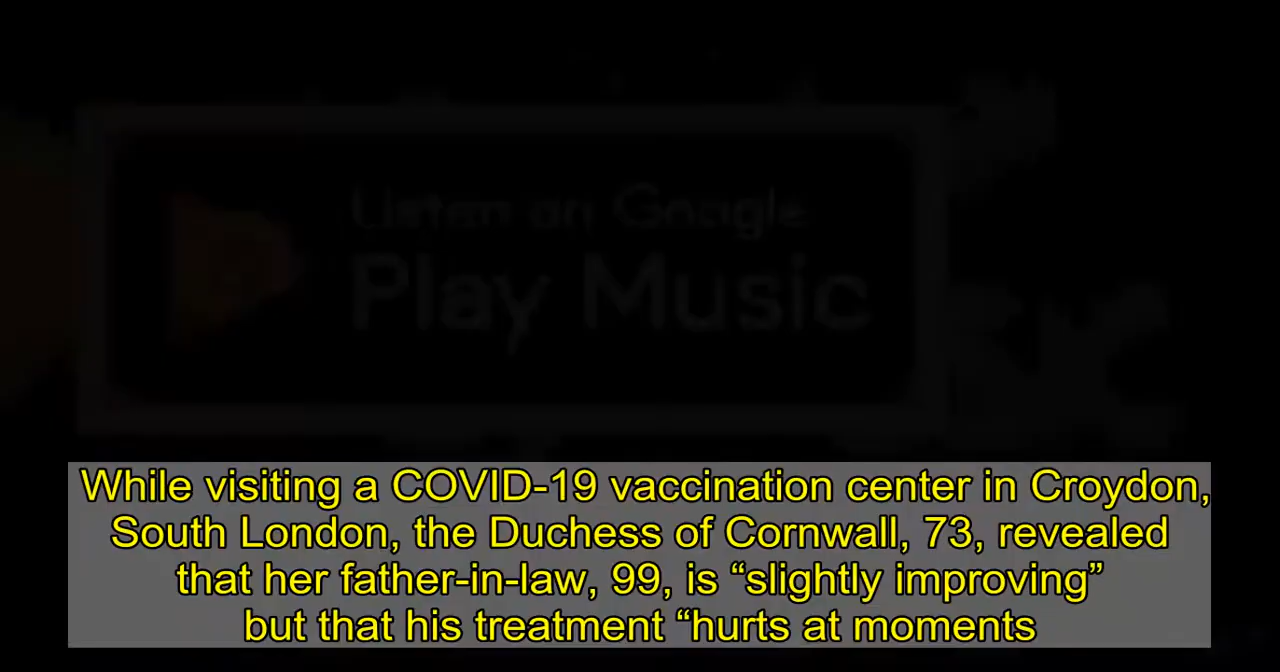 Listen on Google
Play Music
While visiting a COVID-19 vaccination center in Croydon,
South London, the Duchess of Cornwall, 73, revealed
that her father-in-law, 99, is “slightly improving”
but that his treatment “hurts at moments